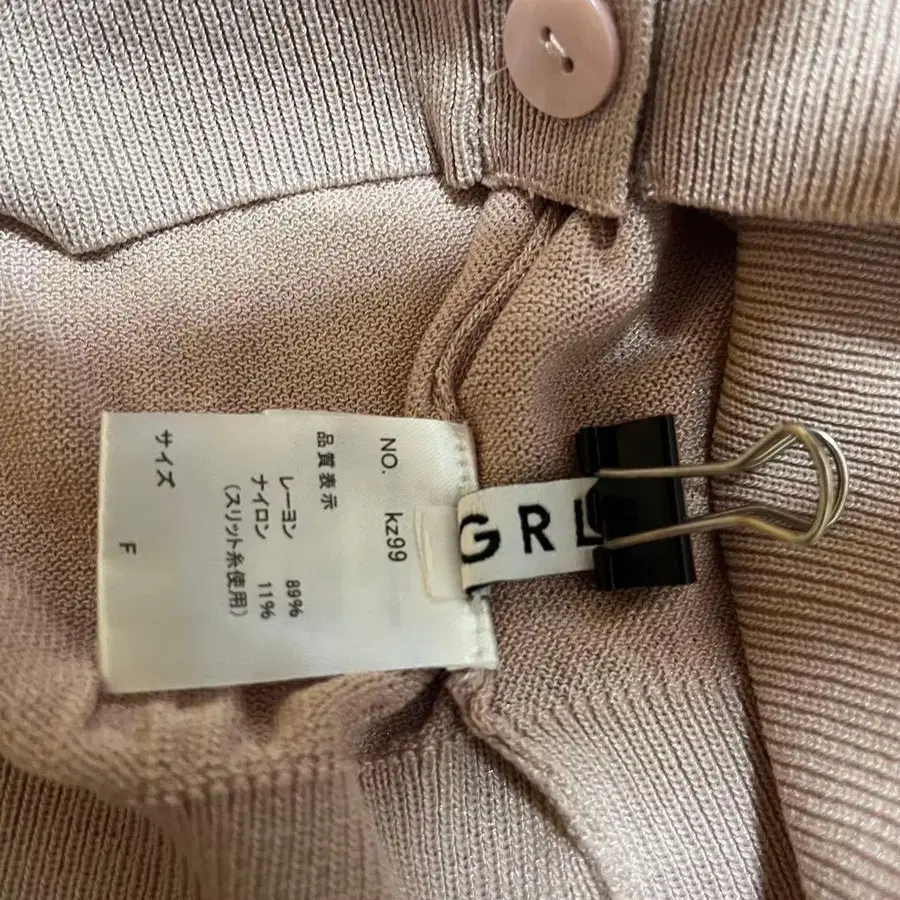 NO. kz99
品質表示
レーヨン 89%
ナイロン 11%
(スリット糸使用)
サイズ F
GRL